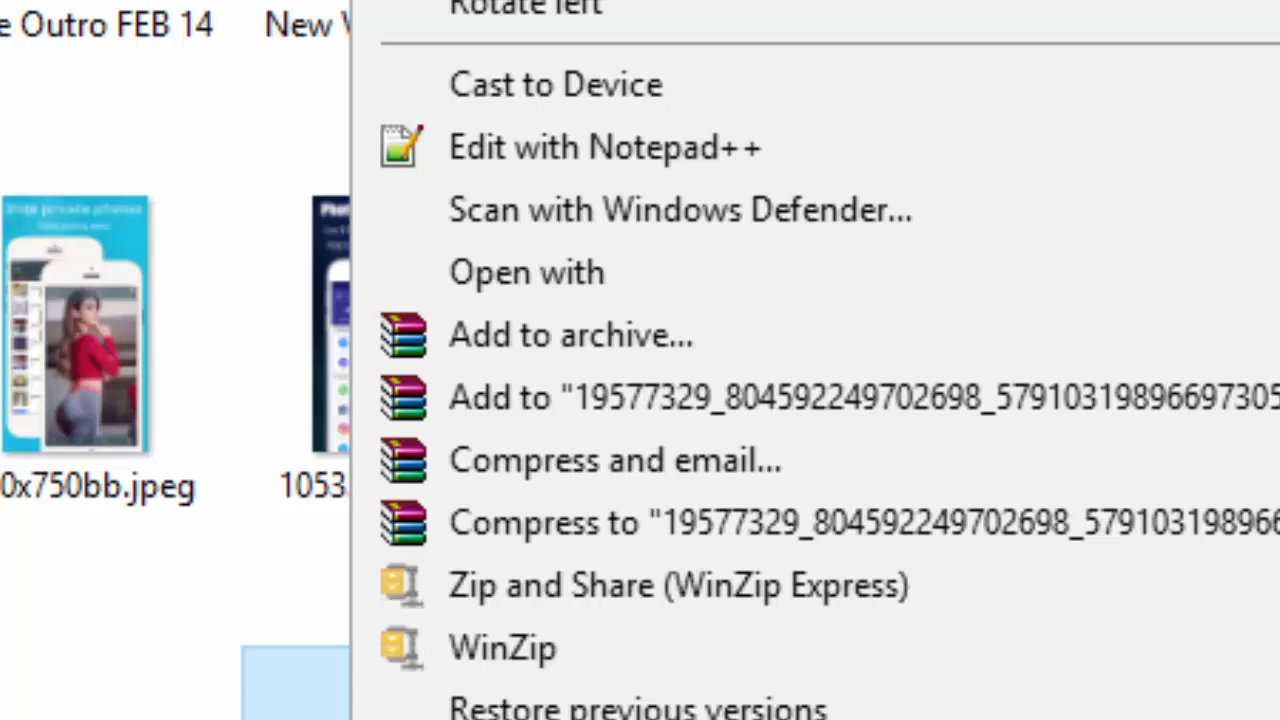 Rotate left
e Outro FEB 14
New
Cast to Device
Edit with Notepad++
Scan with Windows Defender...
Open with
Add to archive...
Add to "19577329_804592249702698_57910319896697305
Compress and email...
0x750bb.jpeg
1053
Compress to "19577329_804592249702698_579103198966
Zip and Share (WinZip Express)
WinZip
Restore previous versions